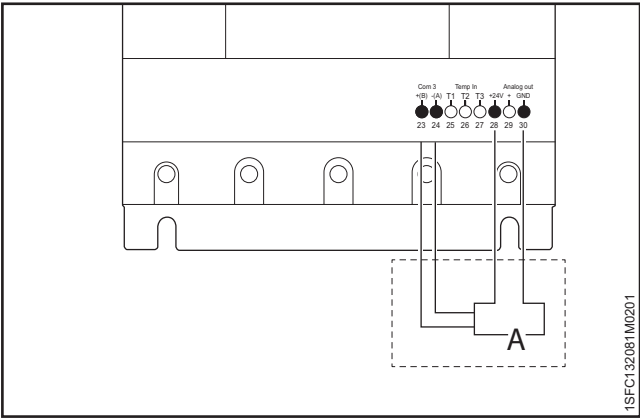 Com 3 Temp In Analog out
+(B) -(A) T1 T2 T3 +24V + GND
23 24 25 26 27 28 29 30
A
1SFC132081M0201